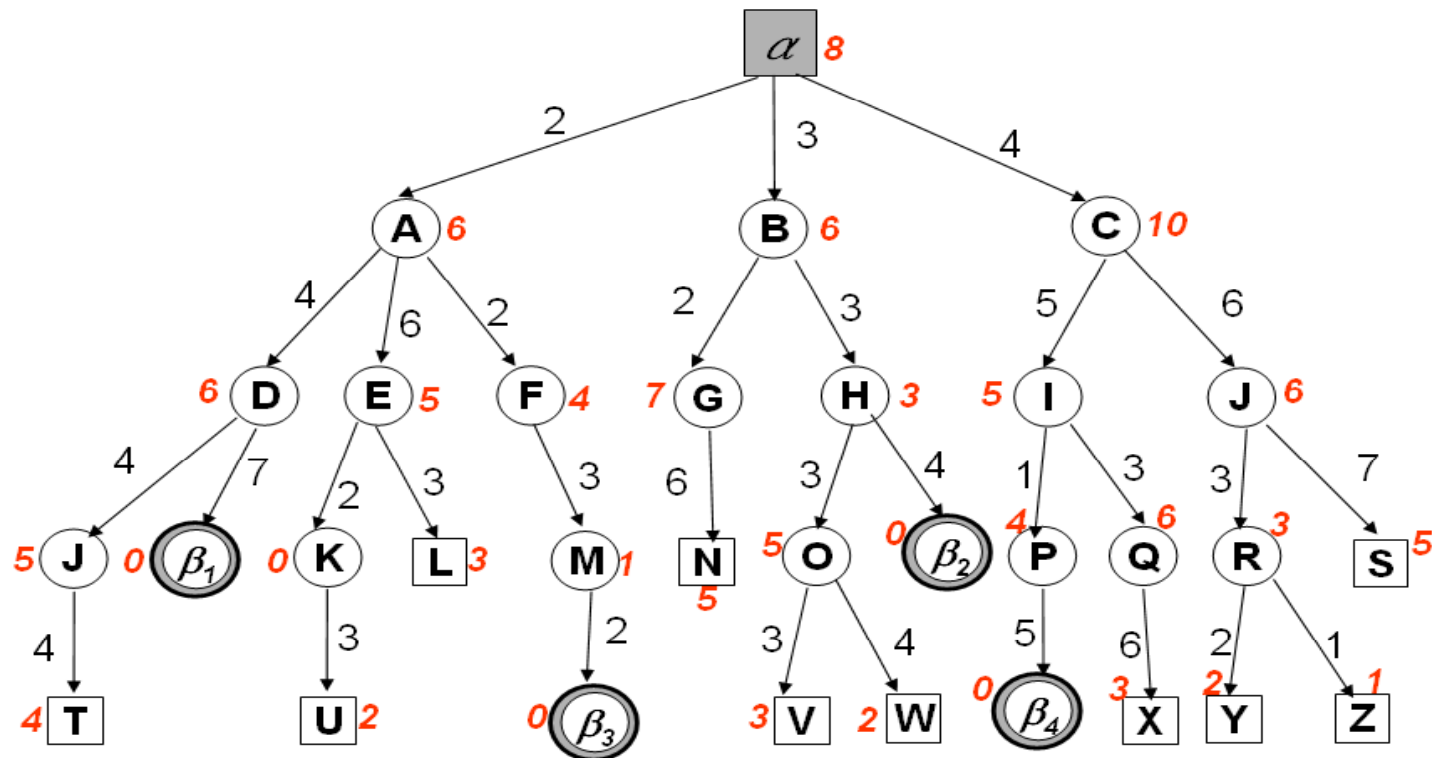 α 8
2 3 4
A 6 B 6 C 10
4 6 2 2 3 5 6
6 D E 5 F 4 7 G H 3 5 I J 6
4 7 2 3 3 6 3 4 1 3 3 7
5 J 0 β1 0 K L 3 M 1 N 5 5 O 0 β2 4 P Q 6 R 3 S 5
4 3 2 3 4 5 6 2 1
4 T U 2 0 β3 3 V 2 W 0 β4 3 X 2 Y Z 1